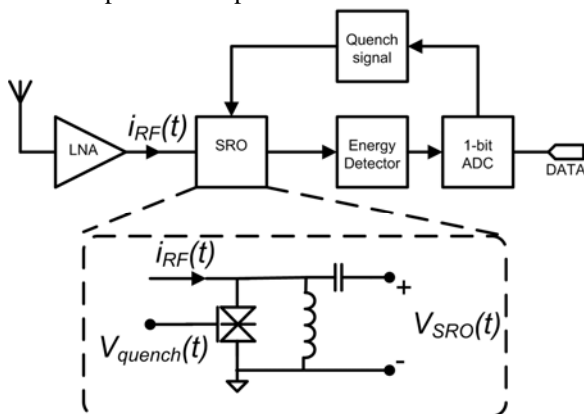 Quench
signal
i_RF(t)
LNA
SRO
Energy
Detector
1-bit
ADC
DATA
i_RF(t)
+
V_quench(t)
V_SRO(t)
-